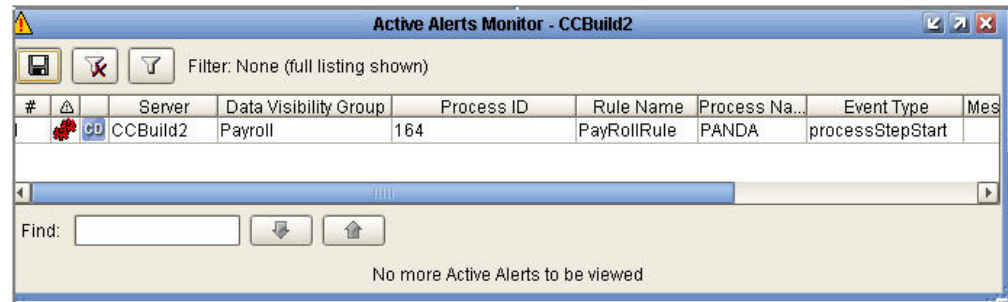 Active Alerts Monitor - CCBuild2
Filter: None (full listing shown)
# Server Data Visibility Group Process ID Rule Name Process Na... Event Type Mes
CD CCBuild2 Payroll 164 PayRollRule PANDA processStepStart
Find:
No more Active Alerts to be viewed